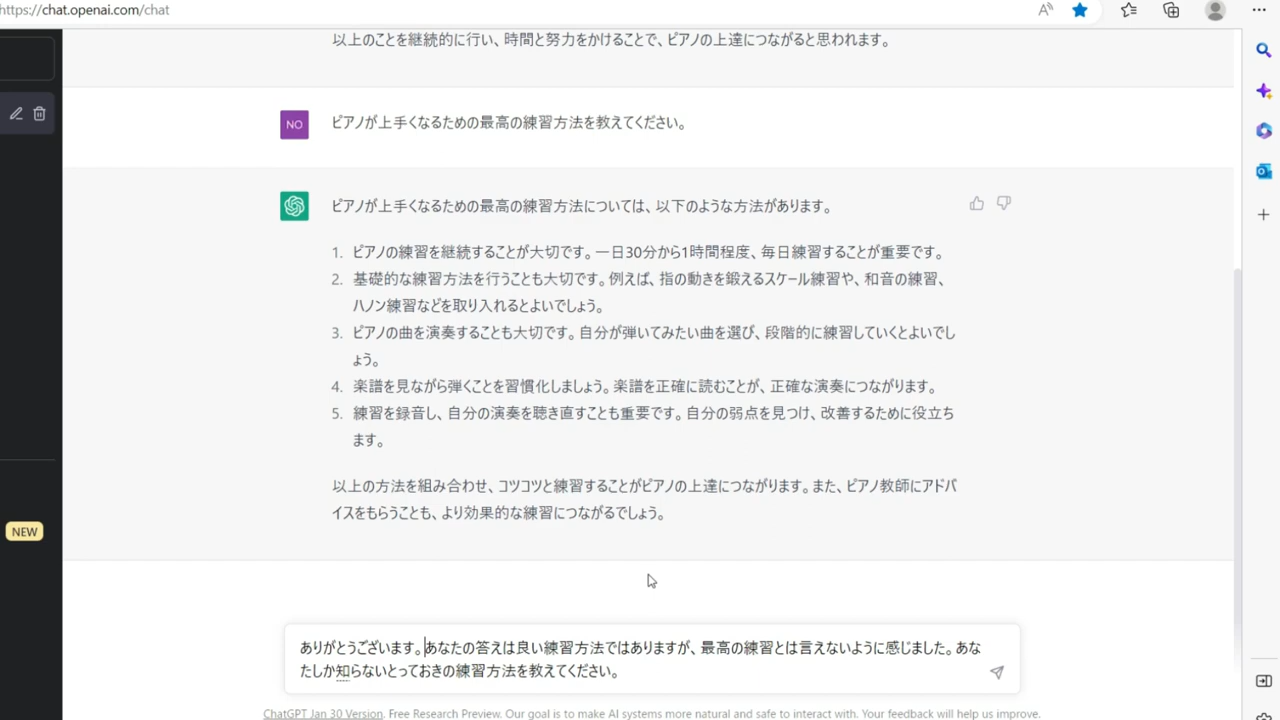 https://chat.openai.com/chat
以上のことを継続的に行い、時間と努力をかけることで、ピアノの上達につながると思われます。
NO
ピアノが上手くなるための最高の練習方法を教えてください。
ピアノが上手くなるための最高の練習方法については、以下のような方法があります。
1. ピアノの練習を継続することが大切です。一日30分から1時間程度、毎日練習することが重要です。
2. 基礎的な練習方法を行うことも大切です。例えば、指の動きを鍛えるスケール練習や、和音の練習、
ハノン練習などを取り入れるとよいでしょう。
3. ピアノの曲を演奏することも大切です。自分が弾いてみたい曲を選び、段階的に練習していくとよいでし
ょう。
4. 楽譜を見ながら弾くことを習慣化しましょう。楽譜を正確に読むことが、正確な演奏につながります。
5. 練習を録音し、自分の演奏を聴き直すことも重要です。自分の弱点を見つけ、改善するために役立ち
ます。
以上の方法を組み合わせ、コツコツと練習することがピアノの上達につながります。また、ピアノ教師にアドバ
イスをもらうことも、より効果的な練習につながるでしょう。
NEW
ありがとうございます。あなたの答えは良い練習方法ではありますが、最高の練習とは言えないように感じました。あな
たしか知らないとっておきの練習方法を教えてください。
ChatGPT Jan 30 Version. Free Research Preview. Our goal is to make AI systems more natural and safe to interact with. Your feedback will help us improve.